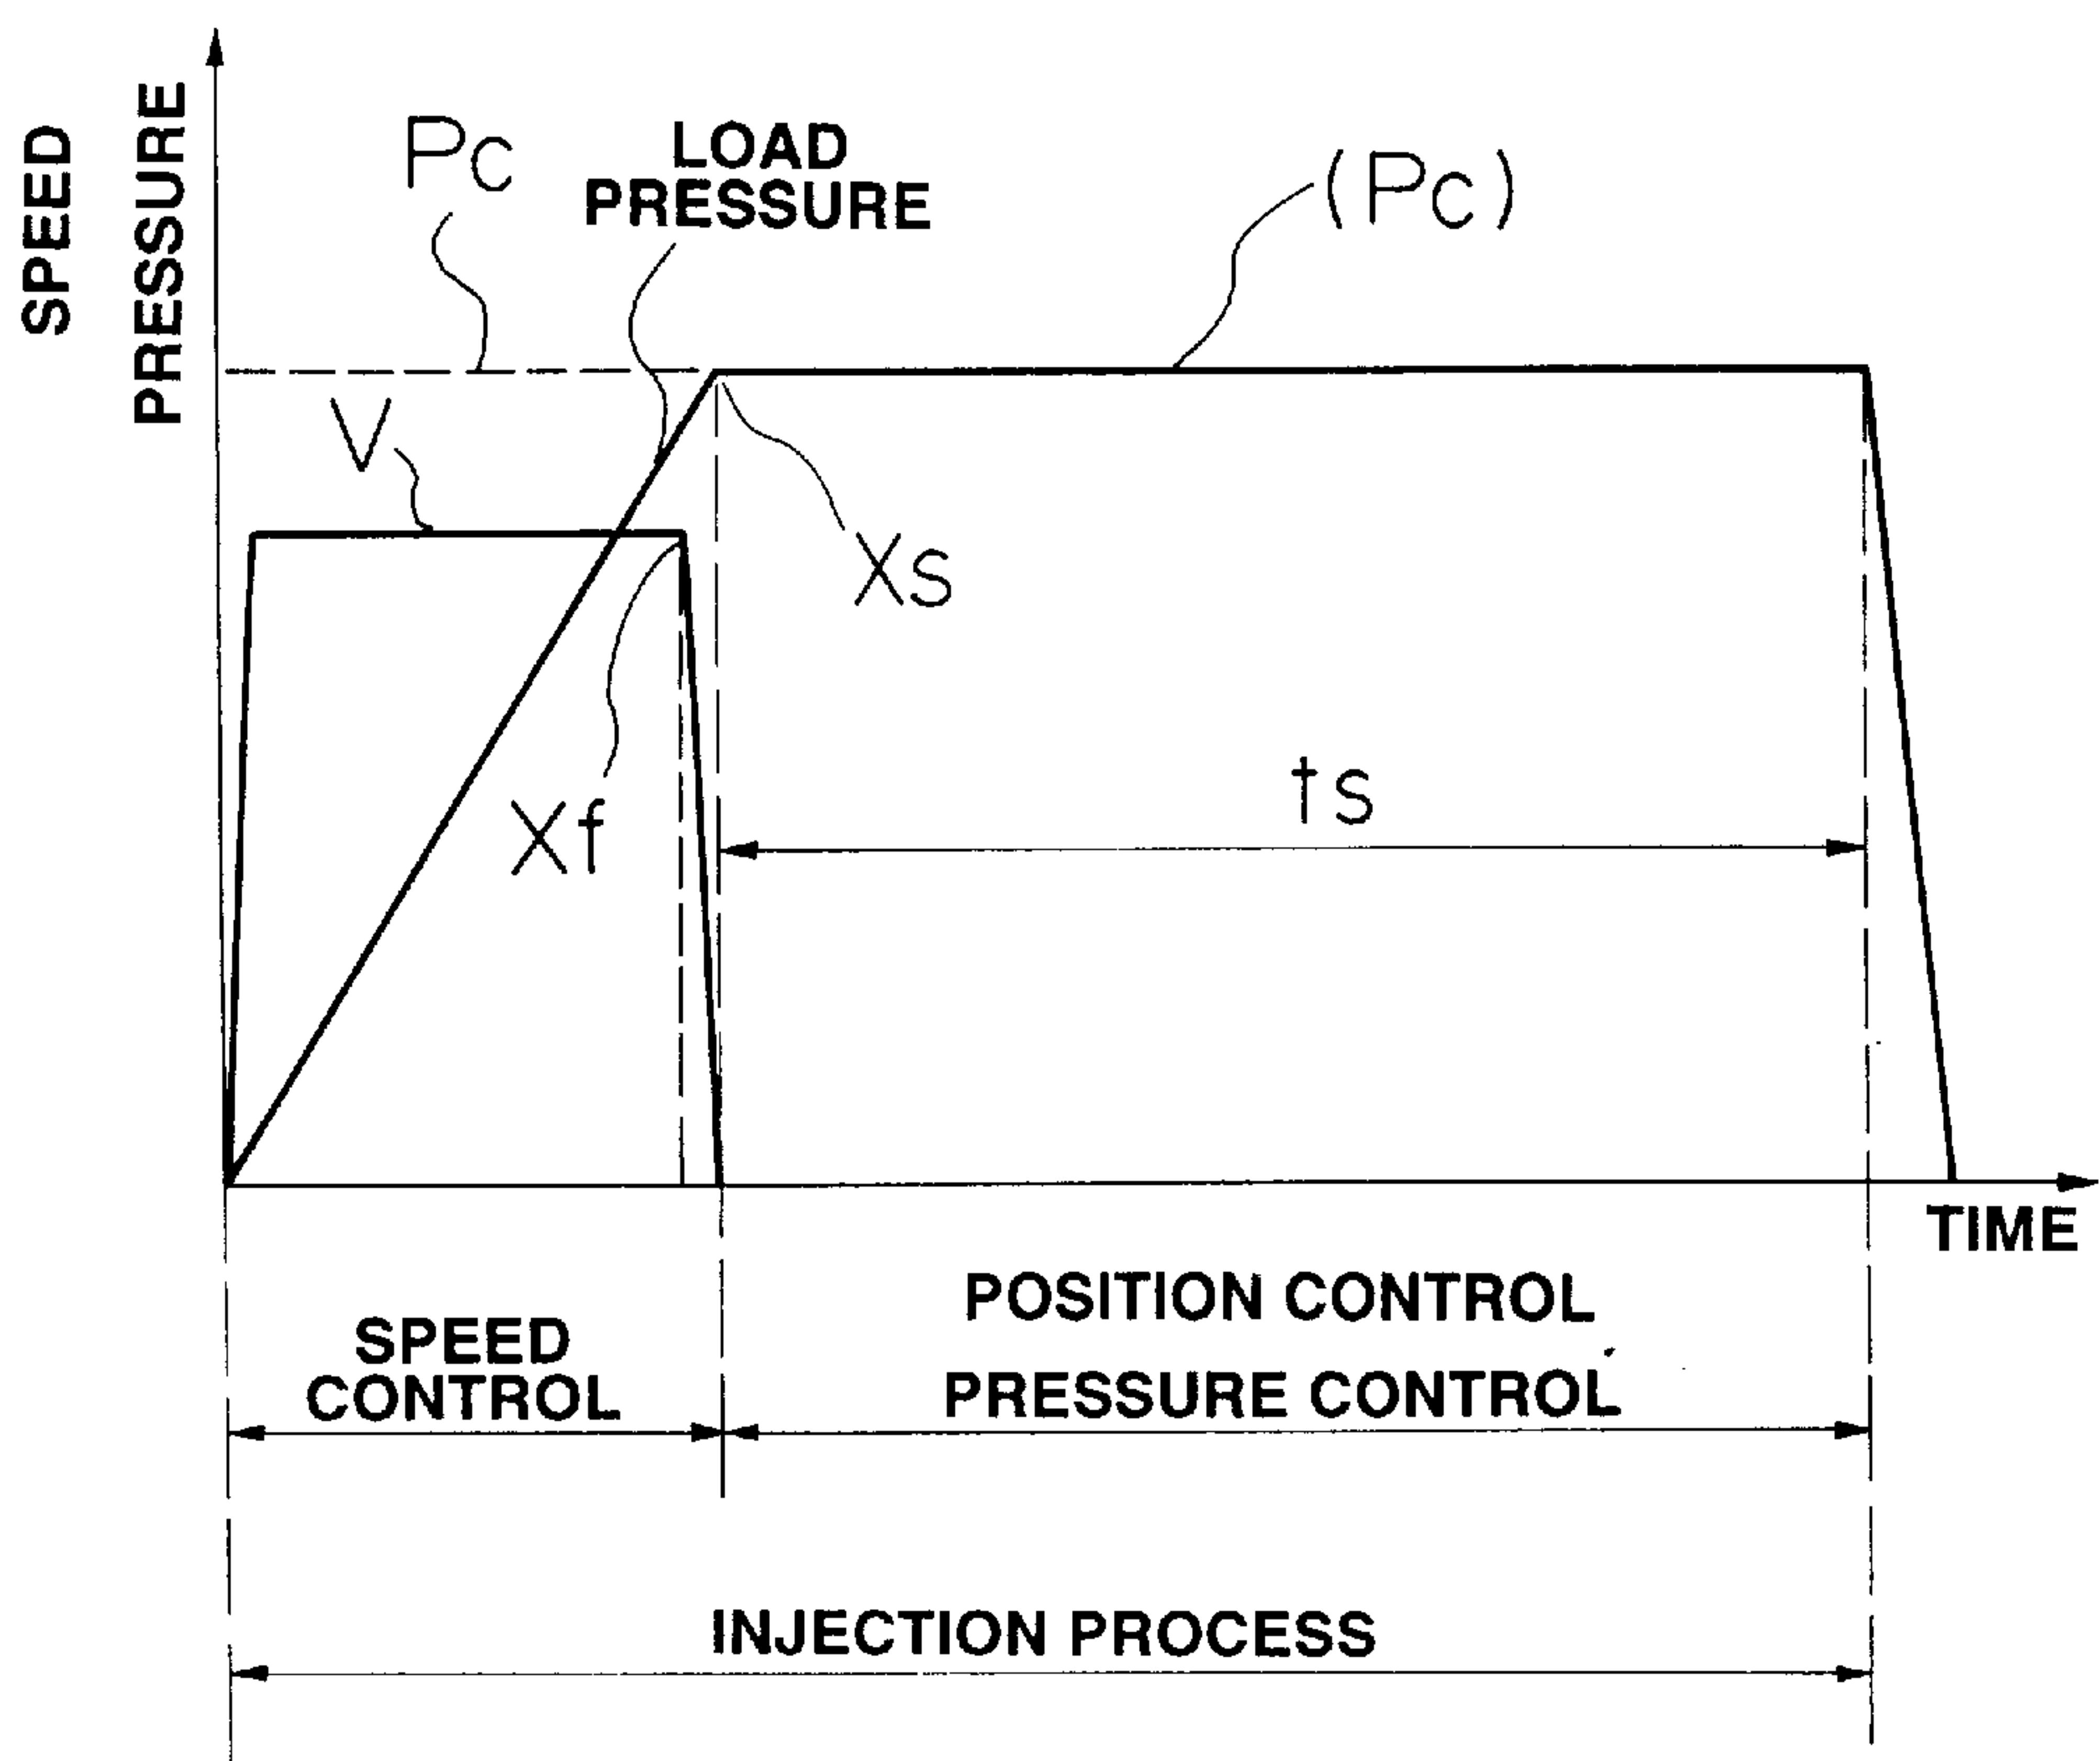 SPEED
PRESSURE
Pc
LOAD
PRESSURE
(Pc)
V
Xs
Xf
ts
TIME
POSITION CONTROL
SPEED
CONTROL
PRESSURE CONTROL
INJECTION PROCESS